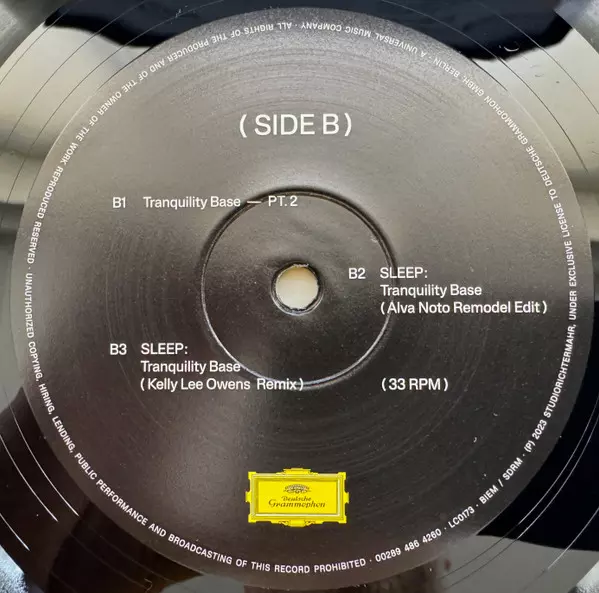 ( SIDE B )
B1 Tranquility Base — PT. 2
B2 SLEEP:
Tranquility Base
( Alva Noto Remodel Edit )
B3 SLEEP:
Tranquility Base
( Kelly Lee Owens Remix )
( 33 RPM )
Deutsche
Grammophon
(P) 2023 STUDIORICHTERMAHR, UNDER EXCLUSIVE LICENSE TO DEUTSCHE GRAMMOPHON GMBH, BERLIN · A UNIVERSAL MUSIC COMPANY · ALL RIGHTS OF THE PRODUCER AND OF THE OWNER OF THE WORK REPRODUCED RESERVED · UNAUTHORIZED COPYING, HIRING, LENDING, PUBLIC PERFORMANCE AND BROADCASTING OF THIS RECORD PROHIBITED · 00289 486 4260 · LC0173 · BIEM / SDRM ·